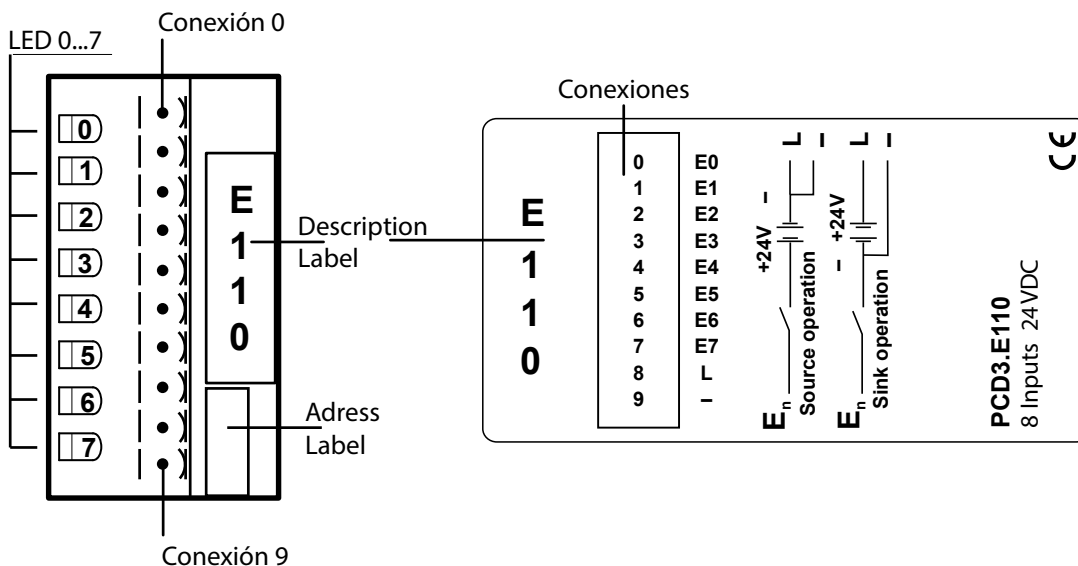 Conexión 0
LED 0...7
0
1
2
3
4
5
6
7
E
1
1
0
Description
Label
Adress
Label
Conexión 9
Conexiones
E
1
1
0
0 E0
1 E1
2 E2
3 E3
4 E4
5 E5
6 E6
7 E7
8 L
9 –
L
–
+24V –
En
Source operation
L
–
– +24V
En
Sink operation
PCD3.E110
8 Inputs 24VDC
CE